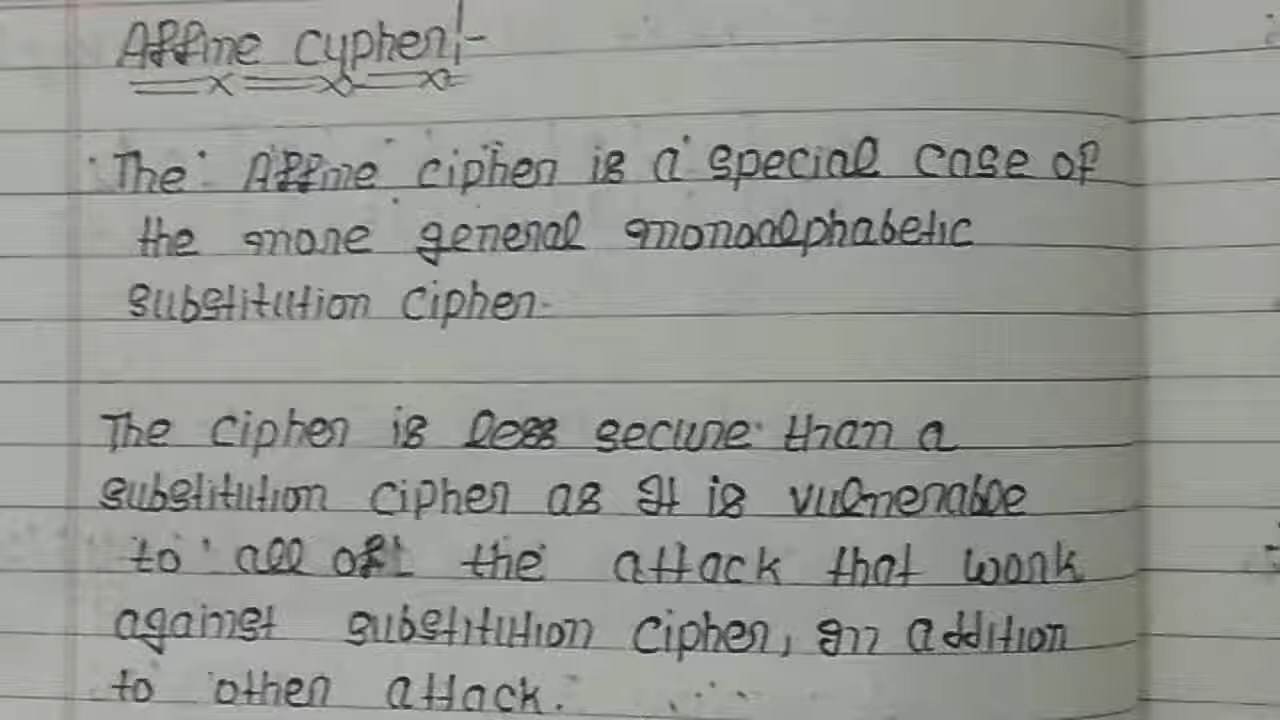 Affine cypher:-
The Affine cipher is a special case of
the more general monoalphabetic
substitution cipher.
The cipher is less secure than a
substitution cipher as It is vulnerable
to all of the attack that work
against substitution cipher, In addition
to other attack.